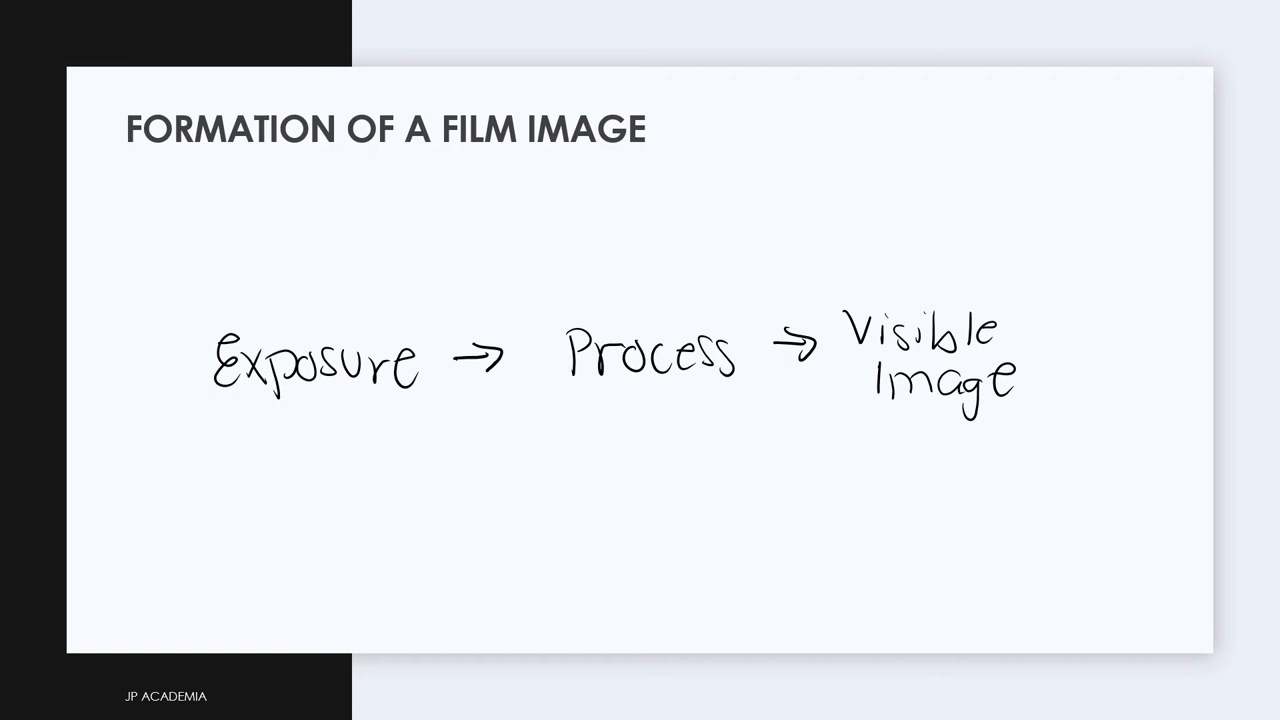 FORMATION OF A FILM IMAGE
Exposure → Process → Visible
Image
JP ACADEMIA